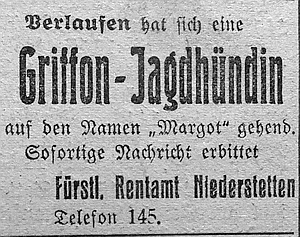 Verlaufen hat sich eine
Griffon-Jagdhündin
auf den Namen „Margot“ gehend.
Sofortige Nachricht erbittet
Fürstl. Rentamt Niederstetten
Telefon 145.